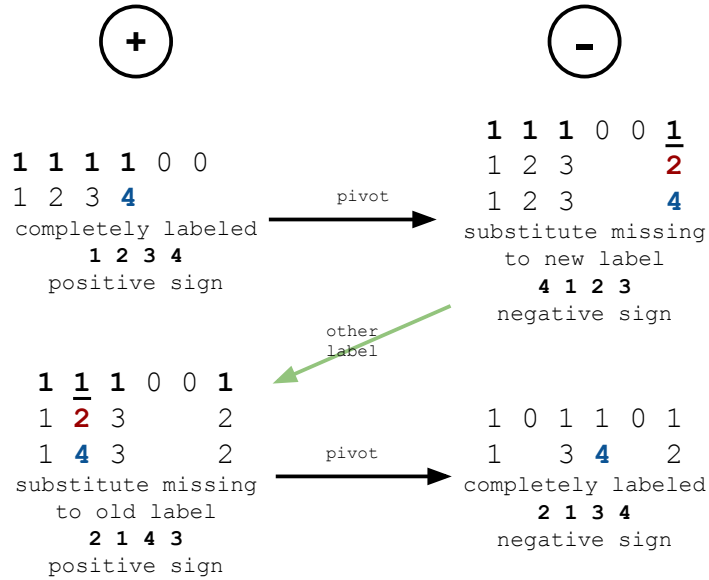 +
-
1 1 1 1 0 0
1 2 3 4
completely labeled
1 2 3 4
positive sign
pivot
1 1 1 0 0 1
1 2 3 2
1 2 3 4
substitute missing
to new label
4 1 2 3
negative sign
other
label
1 1 1 0 0 1
1 2 3 2
1 4 3 2
substitute missing
to old label
2 1 4 3
positive sign
pivot
1 0 1 1 0 1
1 3 4 2
completely labeled
2 1 3 4
negative sign